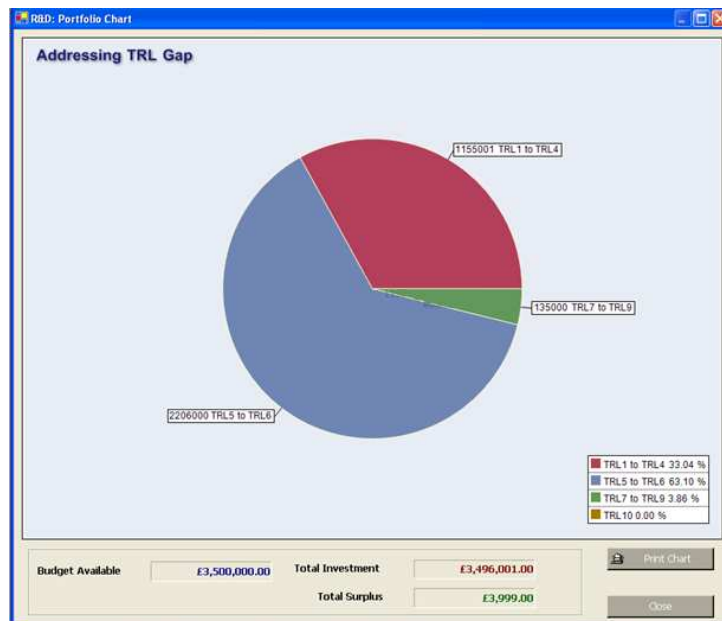 R&D: Portfolio Chart
Addressing TRL Gap
1155001 TRL1 to TRL4
135000 TRL7 to TRL9
2206000 TRL5 to TRL6
TRL1 to TRL4 33.04 %
TRL5 to TRL6 63.10 %
TRL7 to TRL9 3.86 %
TRL10 0.00 %
Budget Available £3,500,000.00 Total Investment £3,496,001.00 Print Chart
Total Surplus £3,999.00 Close